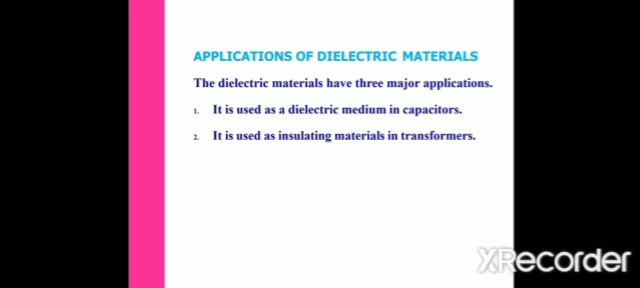 APPLICATIONS OF DIELECTRIC MATERIALS
The dielectric materials have three major applications.
1. It is used as a dielectric medium in capacitors.
2. It is used as insulating materials in transformers.
XRecorder